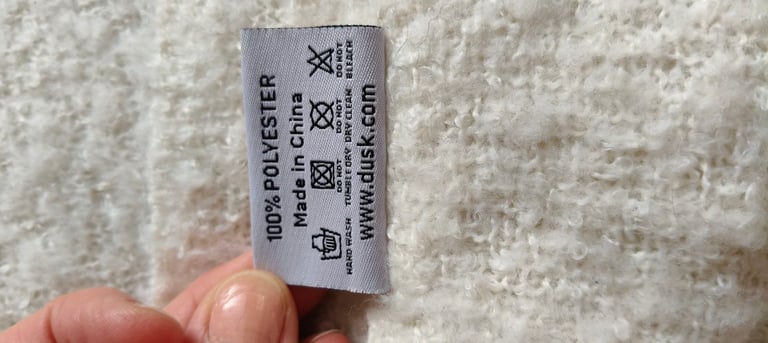 100% POLYESTER
Made in China
HAND WASH
DO NOT
TUMBLE DRY
DO NOT
DRY CLEAN
DO NOT
BLEACH
www.dusk.com